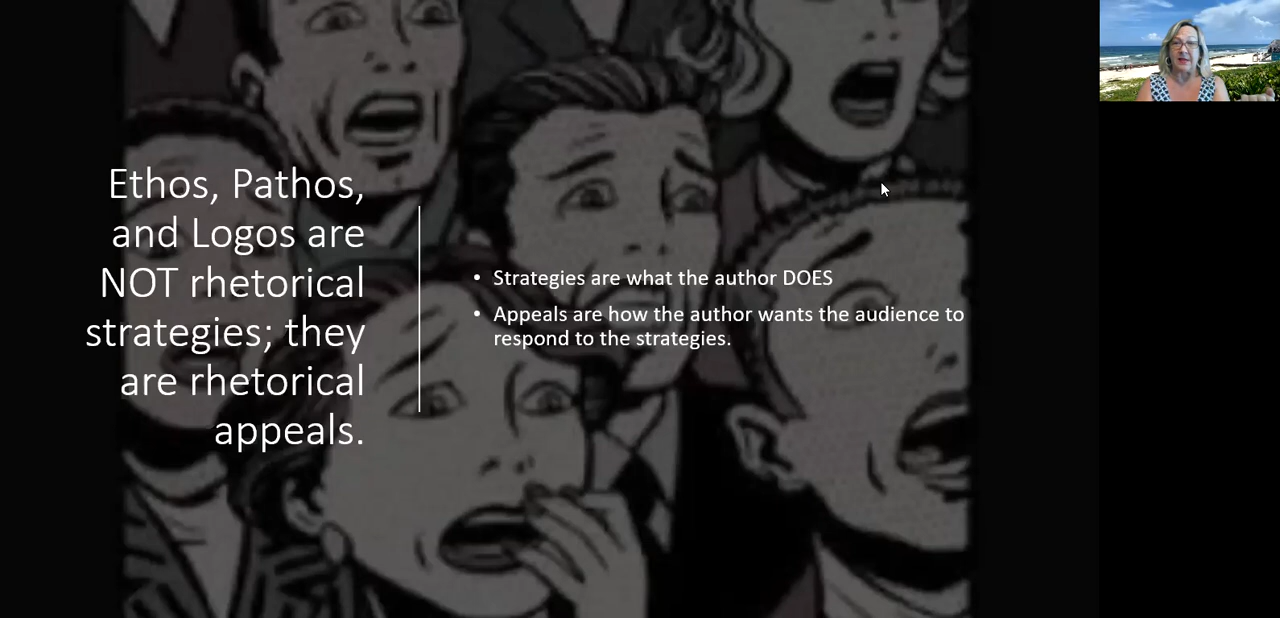 Ethos, Pathos,
and Logos are
NOT rhetorical
strategies; they
are rhetorical
appeals.
• Strategies are what the author DOES
• Appeals are how the author wants the audience to
respond to the strategies.